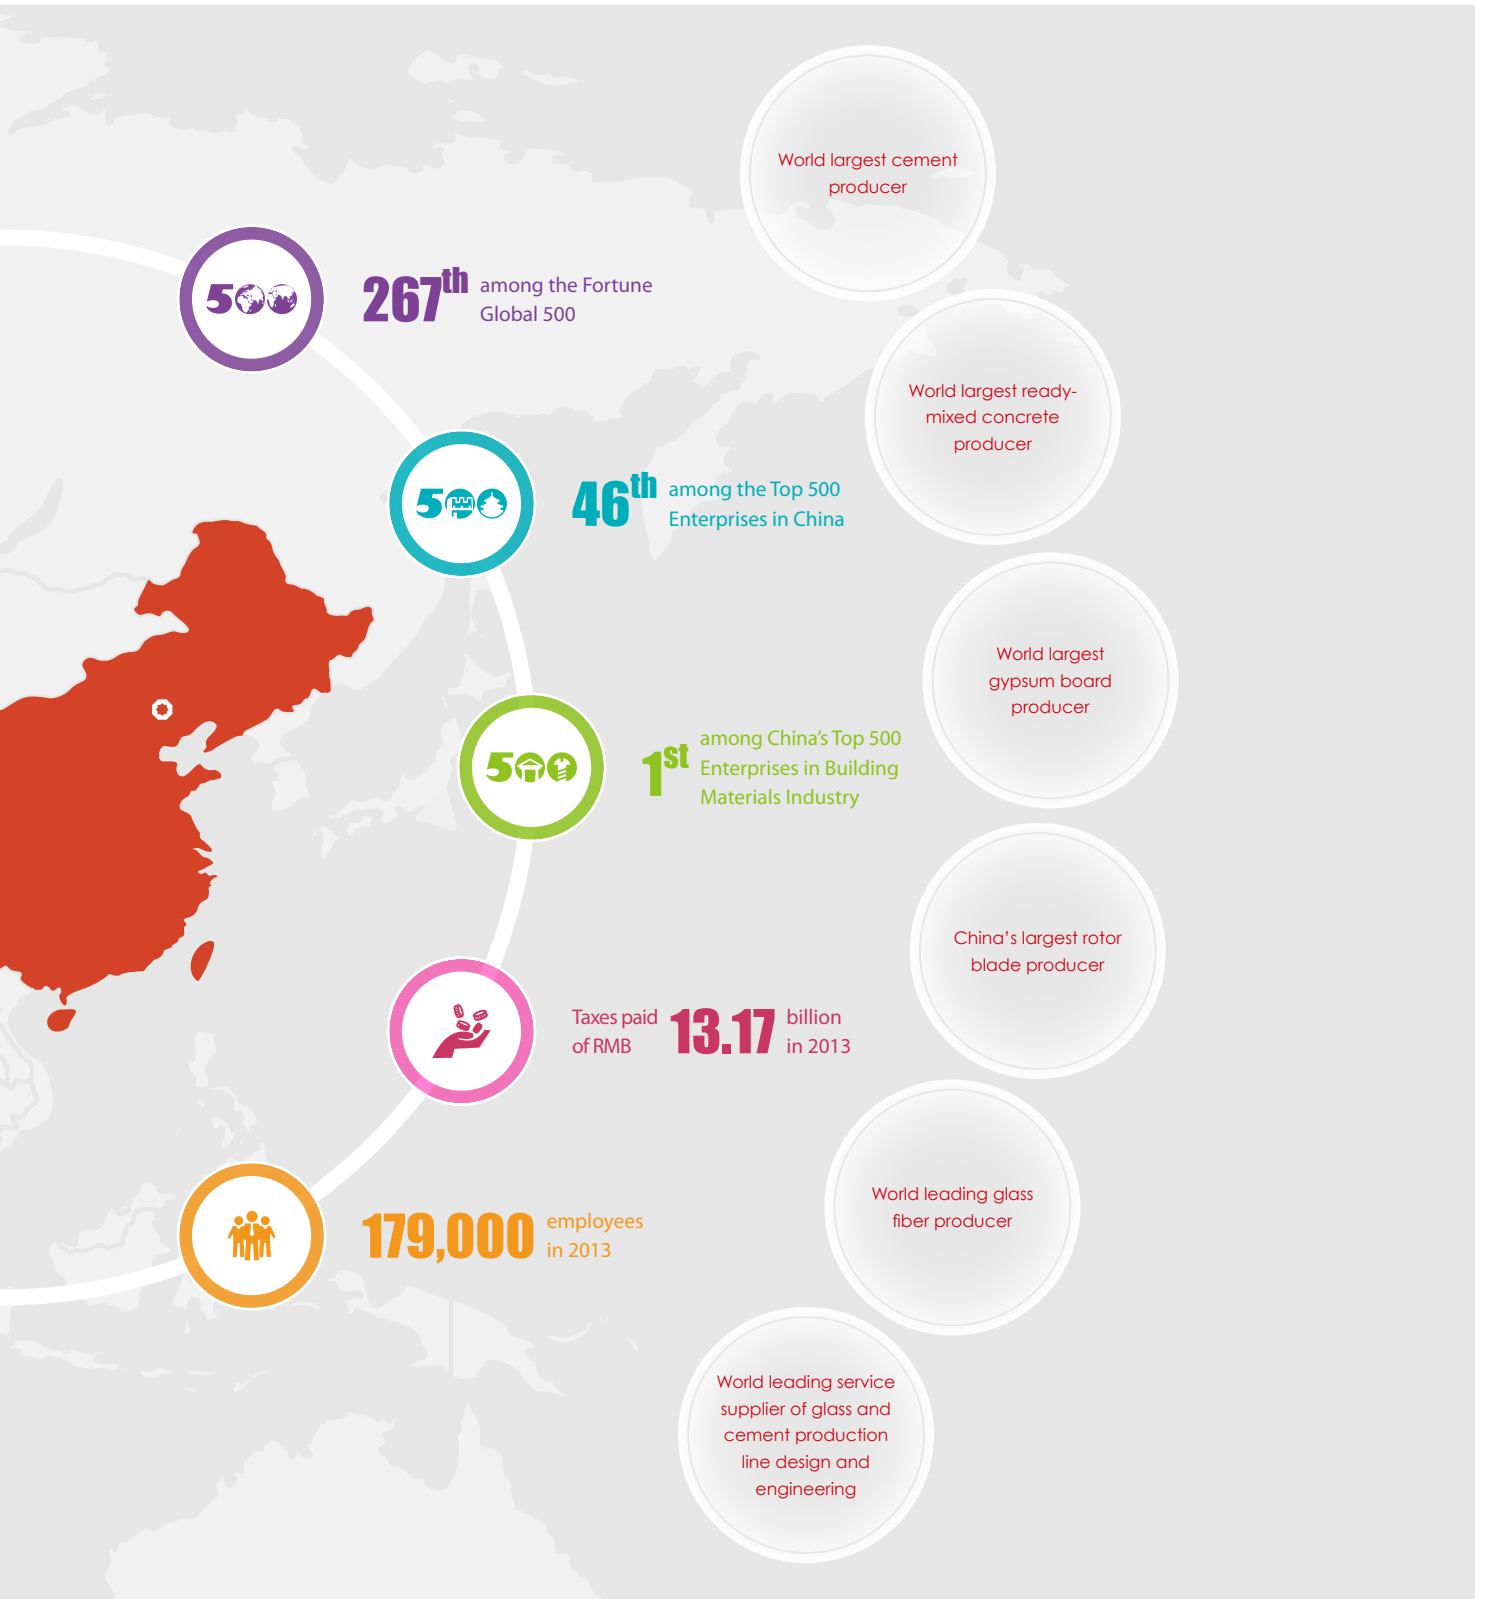 World largest cement
producer
500
267th
among the Fortune
Global 500
World largest ready-
mixed concrete
producer
500
46th
among the Top 500
Enterprises in China
World largest
gypsum board
producer
500
1st
among China's Top 500
Enterprises in Building
Materials Industry
China's largest rotor
blade producer
Taxes paid
of RMB
13.17
billion
in 2013
World leading glass
fiber producer
179,000
employees
in 2013
World leading service
supplier of glass and
cement production
line design and
engineering